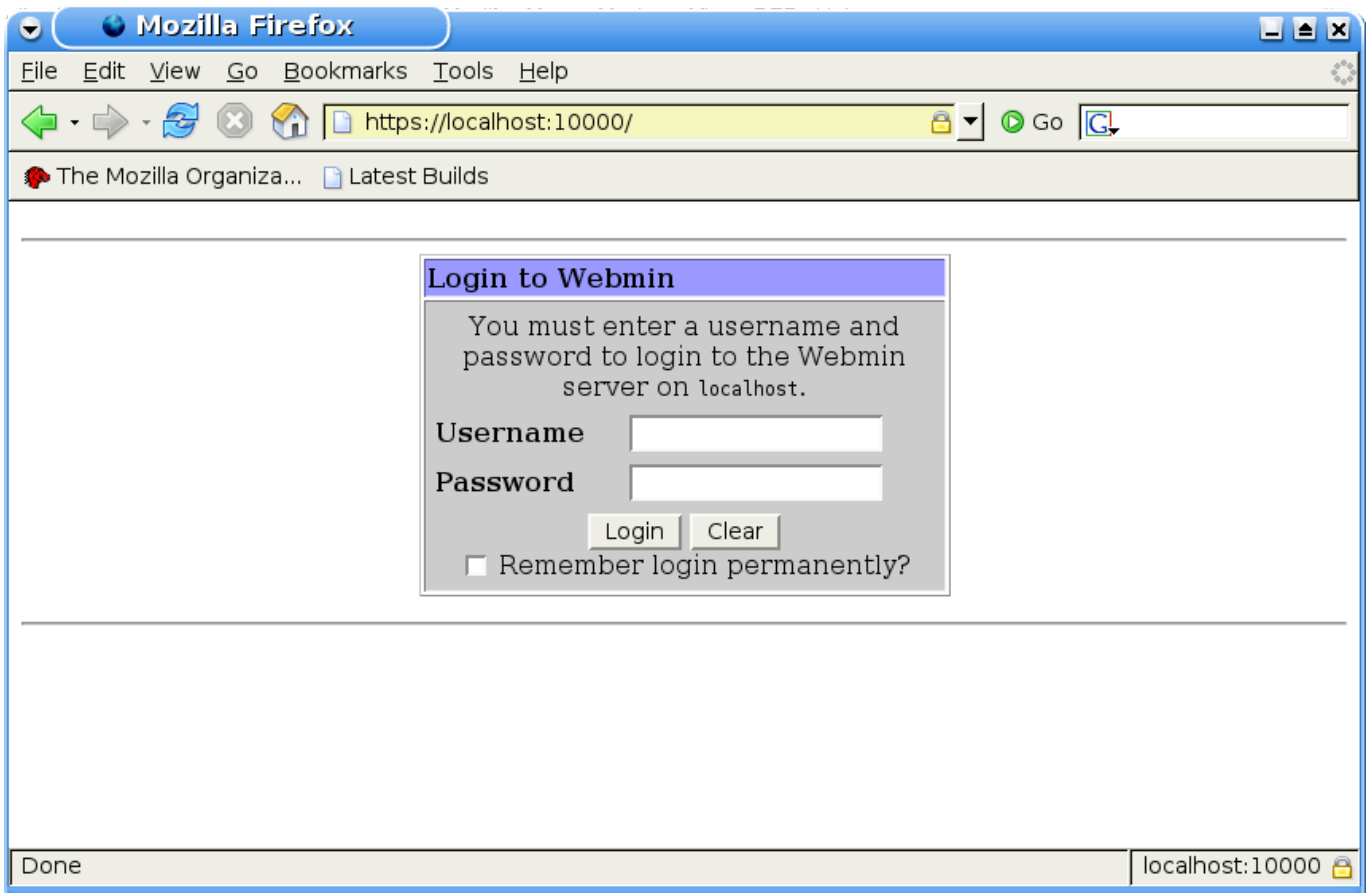 Mozilla Firefox
File Edit View Go Bookmarks Tools Help
https://localhost:10000/ Go G
The Mozilla Organiza... Latest Builds
Login to Webmin
You must enter a username and
password to login to the Webmin
server on localhost.
Username
Password
Login Clear
Remember login permanently?
Done localhost:10000